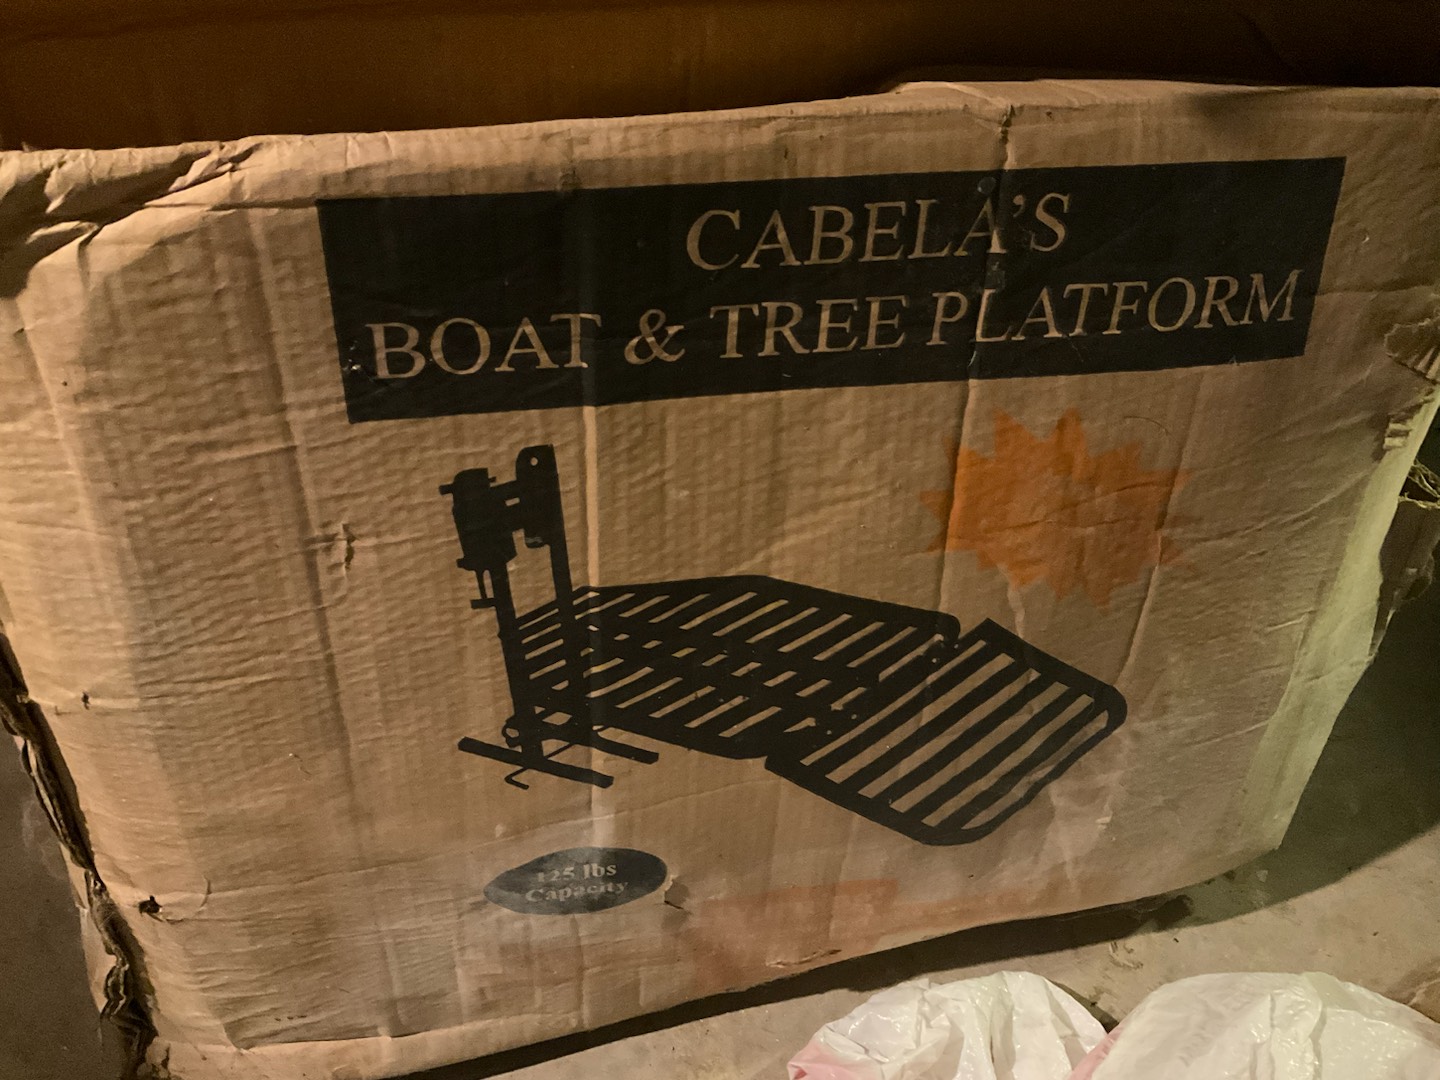 CABELA'S
BOAT & TREE PLATFORM
125 lbs
Capacity